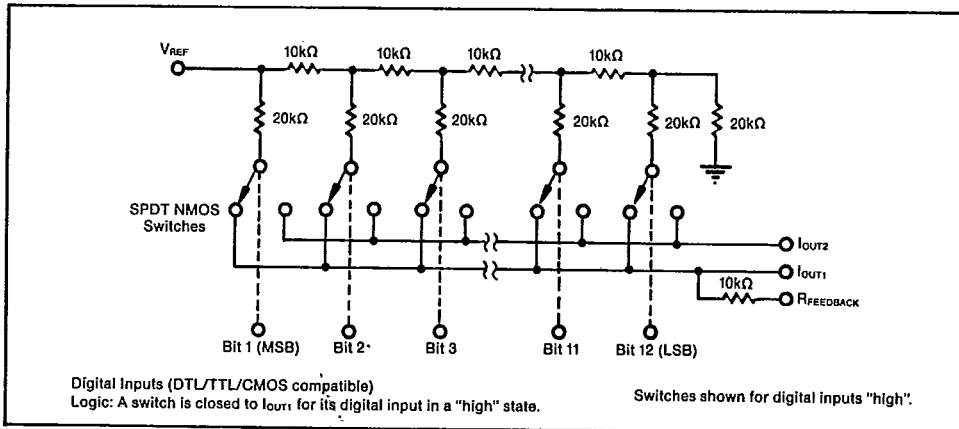 VREF
10kΩ
10kΩ
10kΩ
10kΩ
20kΩ
20kΩ
20kΩ
20kΩ
20kΩ
20kΩ
SPDT NMOS
Switches
IOUT2
IOUT1
10kΩ
RFEEDBACK
Bit 1 (MSB)
Bit 2
Bit 3
Bit 11
Bit 12 (LSB)
Digital Inputs (DTL/TTL/CMOS compatible)
Logic: A switch is closed to IOUT1 for its digital input in a "high" state.
Switches shown for digital inputs "high".